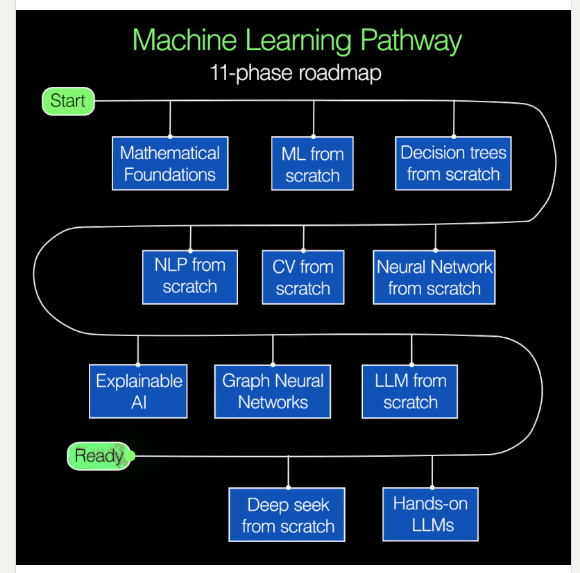 Machine Learning Pathway
11-phase roadmap
Start
Mathematical
Foundations
ML from
scratch
Decision trees
from scratch
NLP from
scratch
CV from
scratch
Neural Network
from scratch
Explainable
AI
Graph Neural
Networks
LLM from
scratch
Ready
Deep seek
from scratch
Hands-on
LLMs